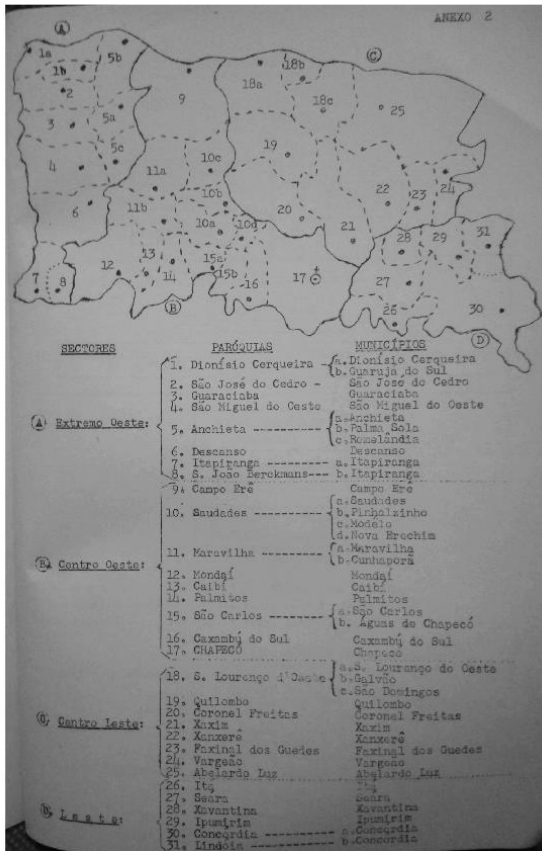 ANEXO 2
A
1a
5b
1b
2
9
18a
18b
C
3
5a
18c
25
5c
4
11a
10c
19
6
11b
10b
10a
10d
20
22
23
24
21
7
8
12
13
14
15a
15b
16
17
28
29
31
27
26
30
B
D
SECTORES PARÓQUIAS MUNICÍPIOS
1. Dionísio Cerqueira - a. Dionísio Cerqueira
b. Guarujá do Sul
2. São José do Cedro - São José do Cedro
3. Guaraciaba Guaraciaba
4. São Miguel do Oeste São Miguel do Oeste
A Extremo Oeste: 5. Anchieta ---------- a. Anchieta
b. Palma Sola
c. Romelândia
6. Descanso Descanso
7. Itapiranga --------- a. Itapiranga
8. S. João Berckmans--- b. Itapiranga
9. Campo Erê Campo Erê
10. Saudades ---------- a. Saudades
b. Pinhalzinho
c. Modêlo
d. Nova Erechim
11. Maravilha --------- a. Maravilha
b. Cunhaporã
B Centro Oeste: 12. Mondaí Mondaí
13. Caibí Caibí
14. Palmitos Palmitos
15. São Carlos -------- a. São Carlos
b. Águas de Chapecó
16. Caxambú do Sul Caxambú do Sul
17. CHAPECÓ Chapecó
18. S. Lourenço d'Oeste a. S. Lourenço do Oeste
b. Galvão
c. São Domingos
19. Quilombo Quilombo
20. Coronel Freitas Coronel Freitas
C Centro Leste: 21. Xaxim Xaxim
22. Xanxerê Xanxerê
23. Faxinal dos Guedes Faxinal dos Guedes
24. Vargeão Vargeão
25. Abelardo Luz Abelardo Luz
26. Itá Itá
27. Seara Seara
28. Xavantina Xavantina
D Leste: 29. Ipumirim Ipumirim
30. Concordia --------- a. Concordia
31. Lindoia ---------- b. Concordia